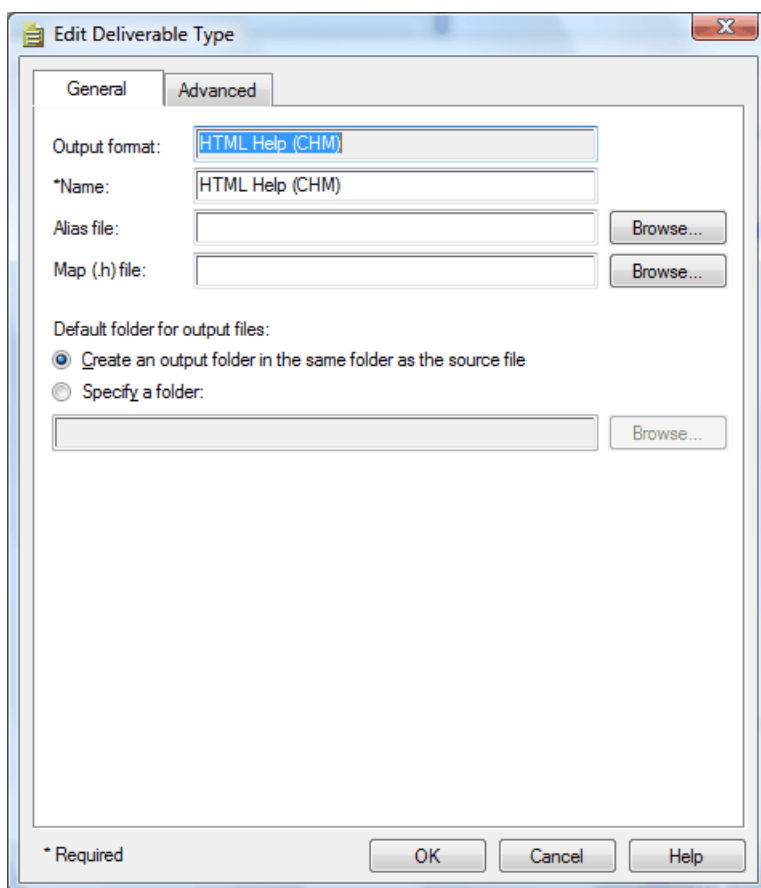 Edit Deliverable Type
General Advanced
Output format: HTML Help (CHM)
*Name: HTML Help (CHM)
Alias file: Browse...
Map (.h) file: Browse...
Default folder for output files:
Create an output folder in the same folder as the source file
Specify a folder:
Browse...
* Required OK Cancel Help